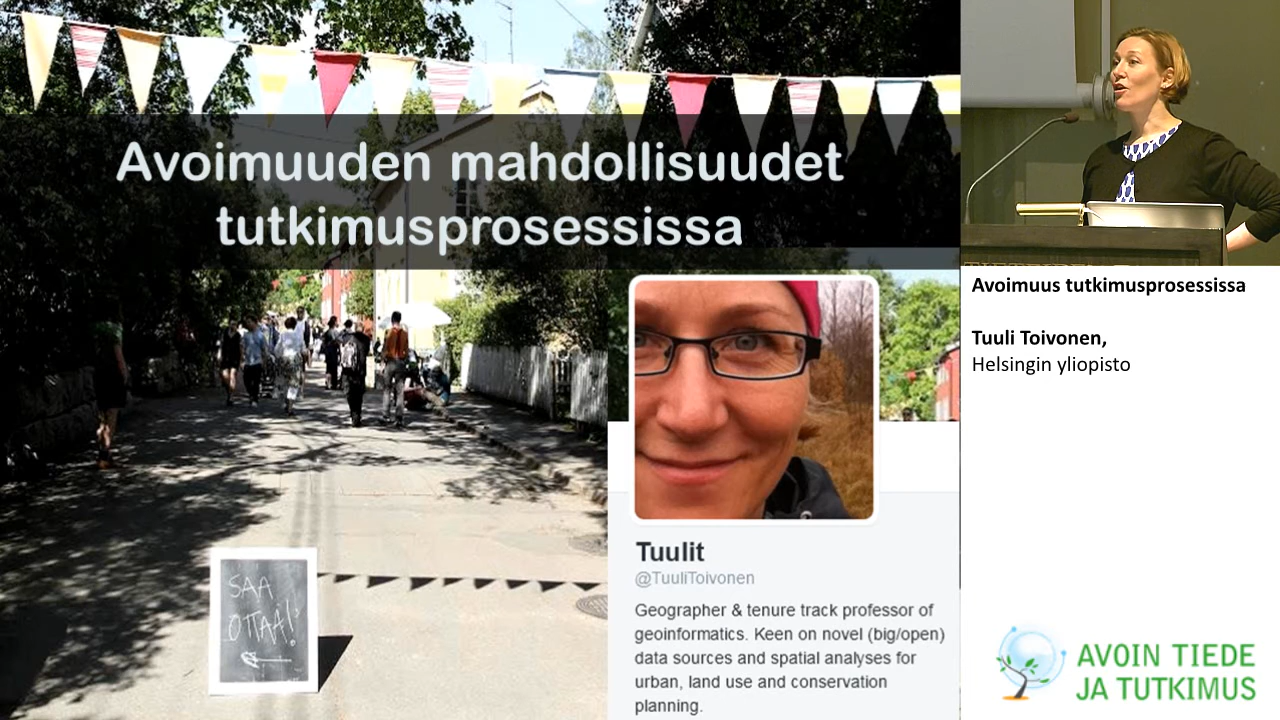 Avoimuuden mahdollisuudet
tutkimusprosessissa
SAA
OTTAA!
Tuulit
@TuuliToivonen
Geographer & tenure track professor of
geoinformatics. Keen on novel (big/open)
data sources and spatial analyses for
urban, land use and conservation
planning.
Avoimuus tutkimusprosessissa
Tuuli Toivonen,
Helsingin yliopisto
AVOIN TIEDE
JA TUTKIMUS